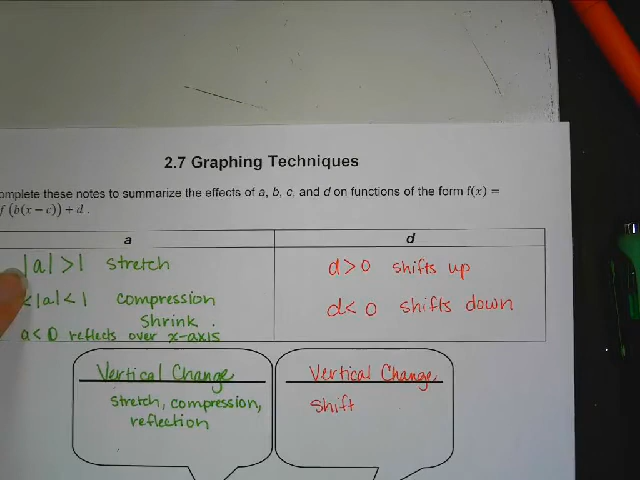 2.7 Graphing Techniques
omplete these notes to summarize the effects of a, b, c, and d on functions of the form f(x) =
f (b(x − c)) + d .
a d
|a| > 1 stretch d > 0 shifts up
< |a| < 1 compression d < 0 shifts down
shrink .
a < 0 reflects over x-axis
Vertical Change Vertical Change
stretch, compression, shift
reflection